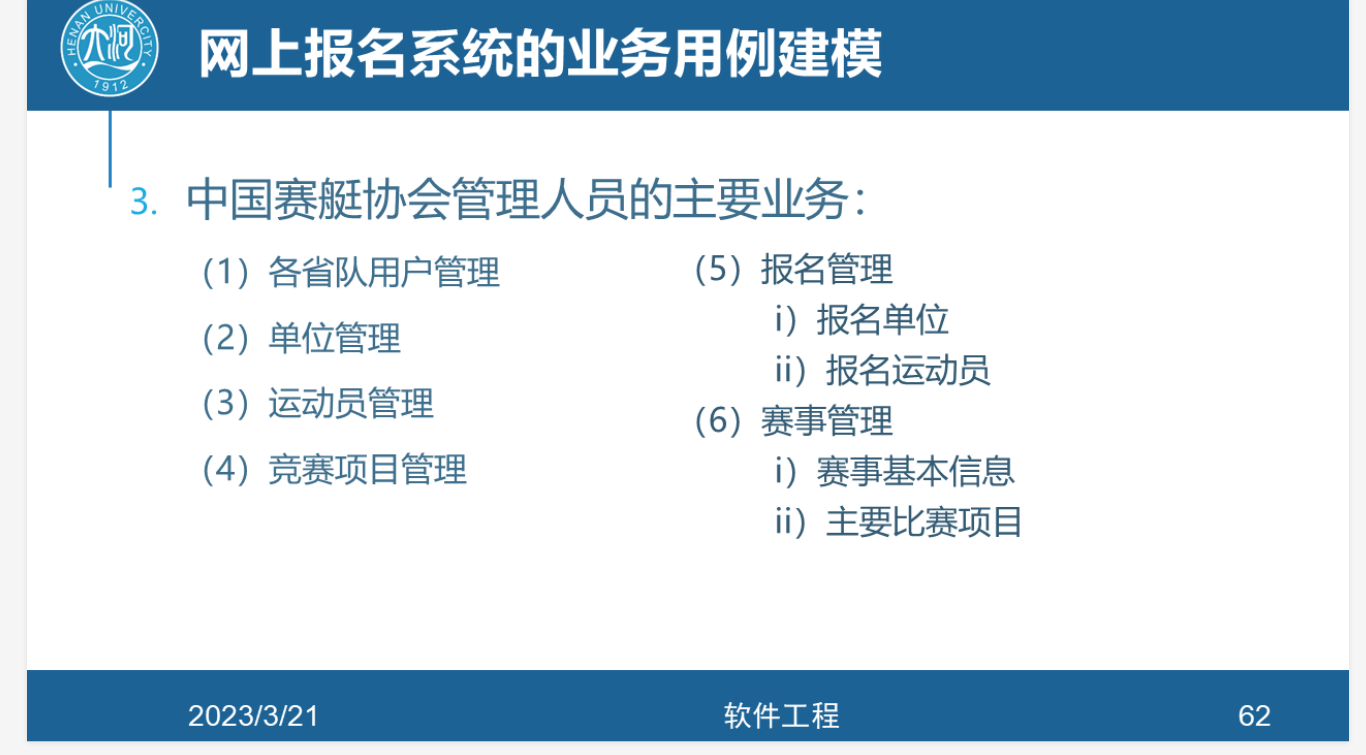 HENAN UNIVERCITY
大河
1912
网上报名系统的业务用例建模
3. 中国赛艇协会管理人员的主要业务：
（1）各省队用户管理
（2）单位管理
（3）运动员管理
（4）竞赛项目管理
（5）报名管理
i）报名单位
ii）报名运动员
（6）赛事管理
i）赛事基本信息
ii）主要比赛项目
2023/3/21
软件工程
62